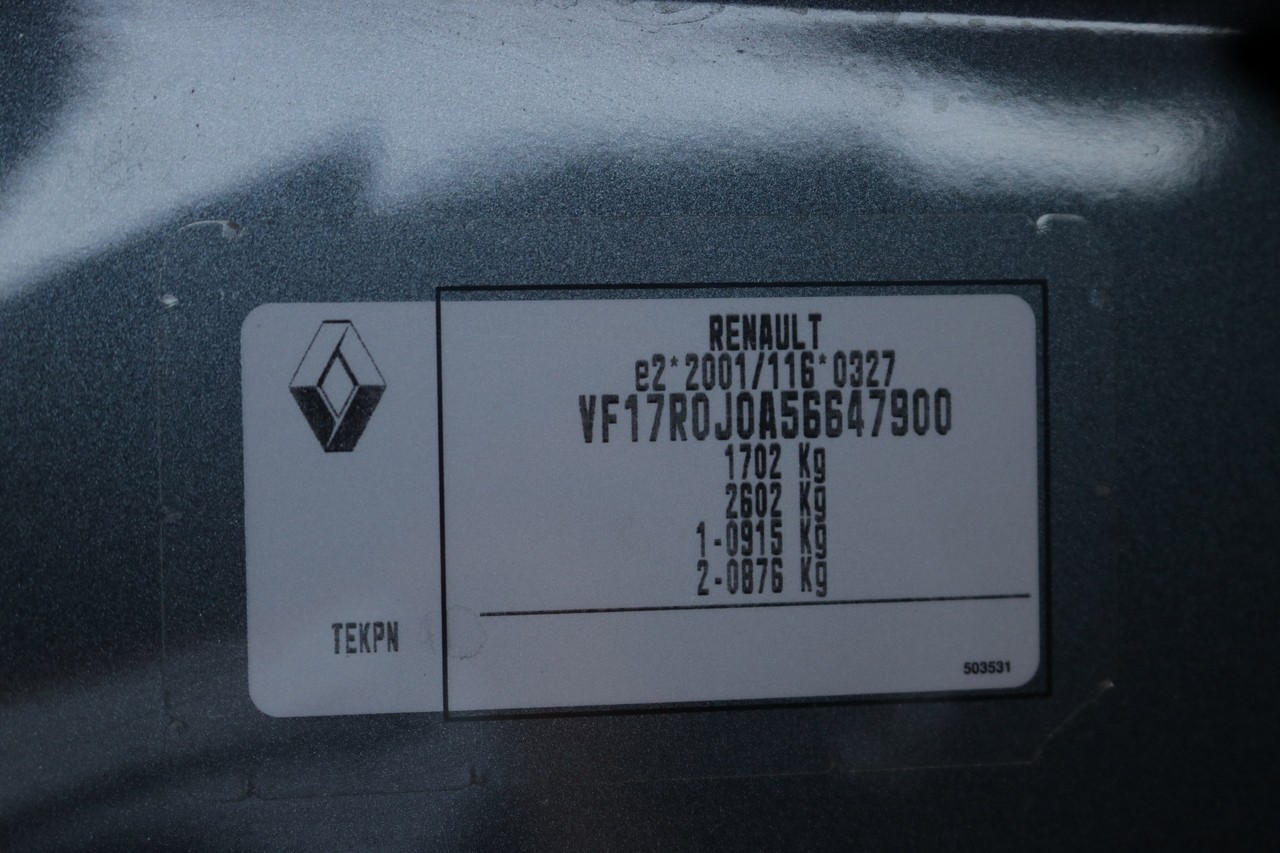 RENAULT
e2*2001/116*0327
VF17R0J0A56647900
1702 Kg
2602 Kg
1-0915 Kg
2-0876 Kg
TEKPN
503531